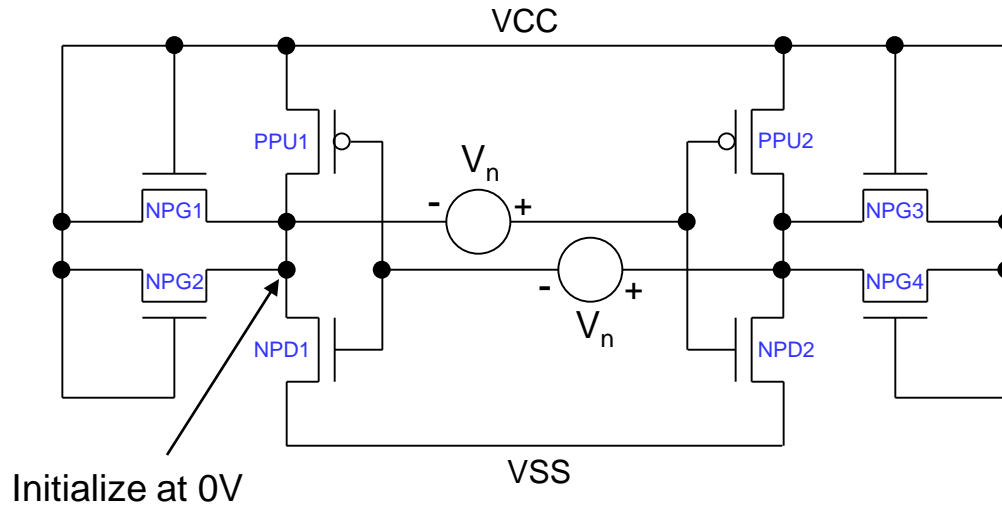 VCC
PPU1
PPU2
Vn
- +
NPG1
NPG3
NPG2
NPG4
- +
Vn
NPD1
NPD2
VSS
Initialize at 0V